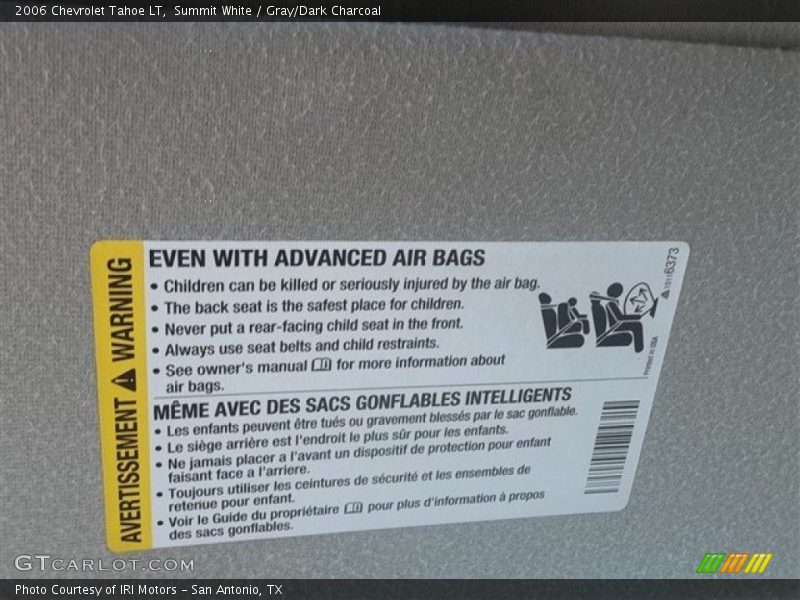 2006 Chevrolet Tahoe LT, Summit White / Gray/Dark Charcoal
WARNING
AVERTISSEMENT
EVEN WITH ADVANCED AIR BAGS
• Children can be killed or seriously injured by the air bag.
• The back seat is the safest place for children.
• Never put a rear-facing child seat in the front.
• Always use seat belts and child restraints.
• See owner's manual for more information about
air bags.
MÊME AVEC DES SACS GONFLABLES INTELLIGENTS
• Les enfants peuvent être tués ou gravement blessés par le sac gonflable.
• Le siège arrière est l'endroit le plus sûr pour les enfants.
• Ne jamais placer a l'avant un dispositif de protection pour enfant
faisant face a l'arriere.
• Toujours utiliser les ceintures de sécurité et les ensembles de
retenue pour enfant.
• Voir le Guide du propriétaire pour plus d'information à propos
des sacs gonflables.
Printed in USA
GTCARLOT.COM
Photo Courtesy of IRI Motors – San Antonio, TX